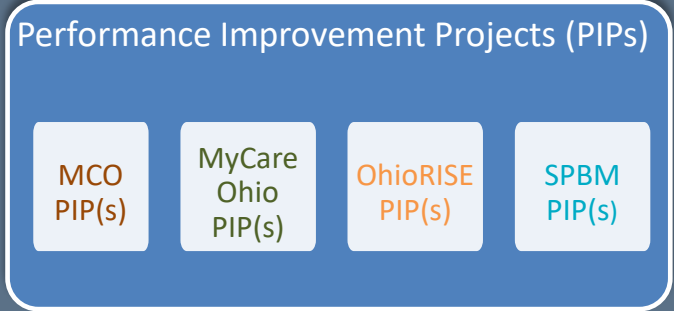 Performance Improvement Projects (PIPs)
MCO
PIP(s)
MyCare
Ohio
PIP(s)
OhioRISE
PIP(s)
SPBM
PIP(s)